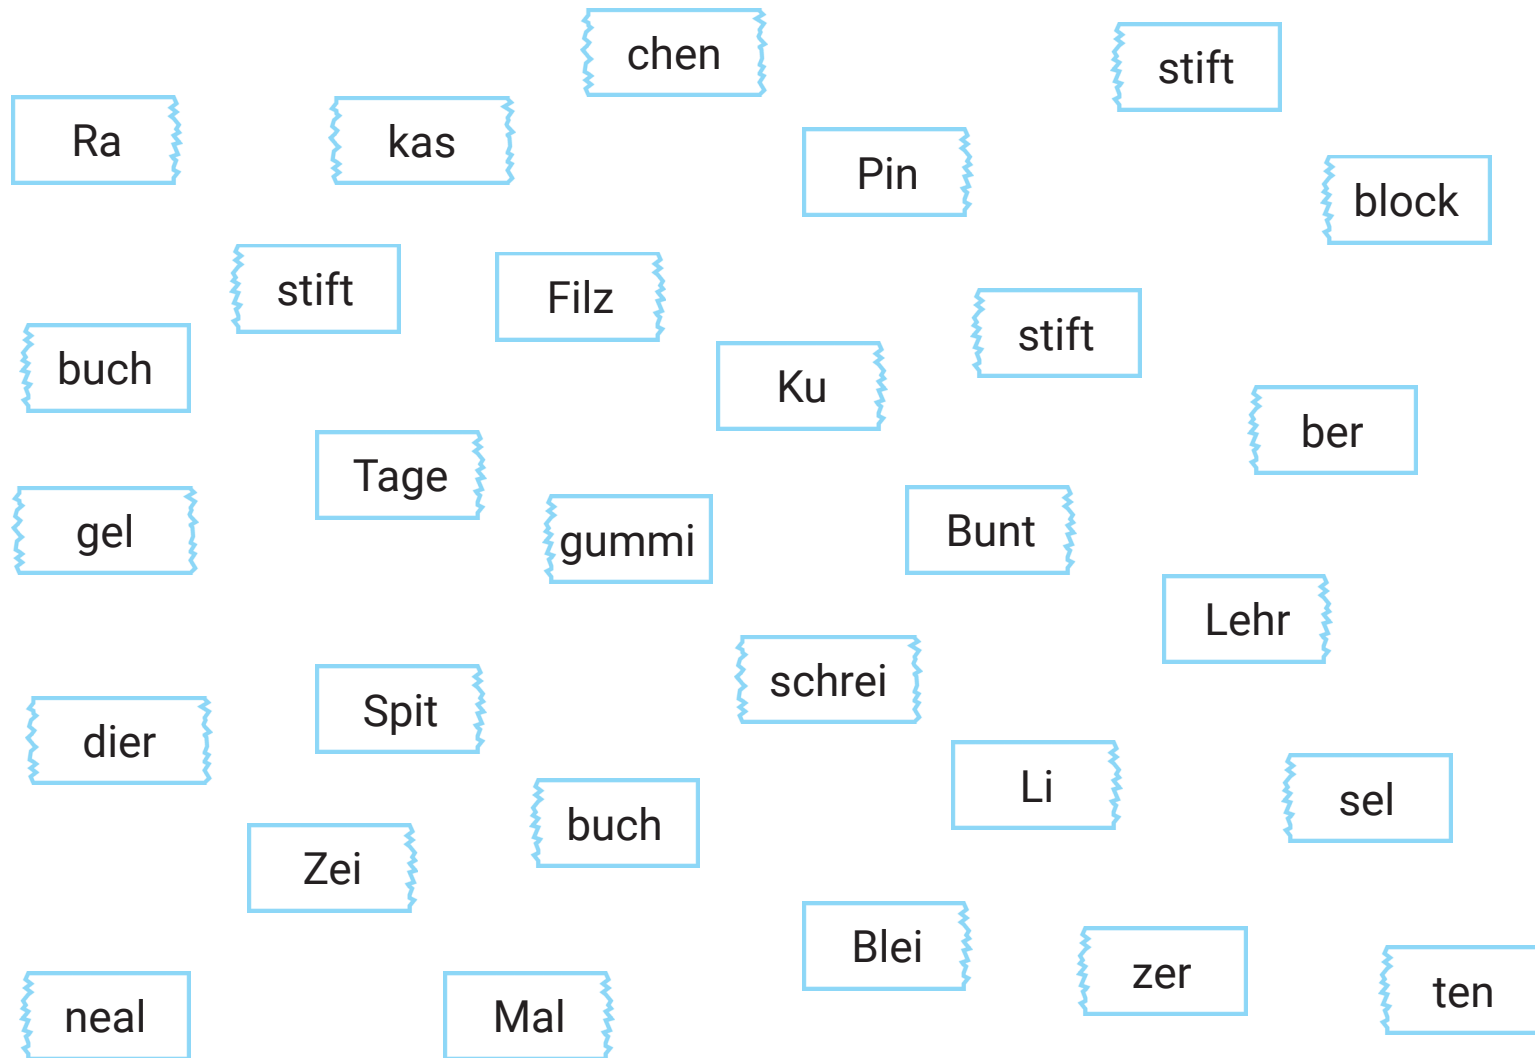 chen
stift
Ra
kas
Pin
block
stift
Filz
stift
buch
Ku
ber
Tage
gel
gummi
Bunt
Lehr
schrei
Spit
dier
Li
sel
buch
Zei
Blei
zer
ten
neal
Mal